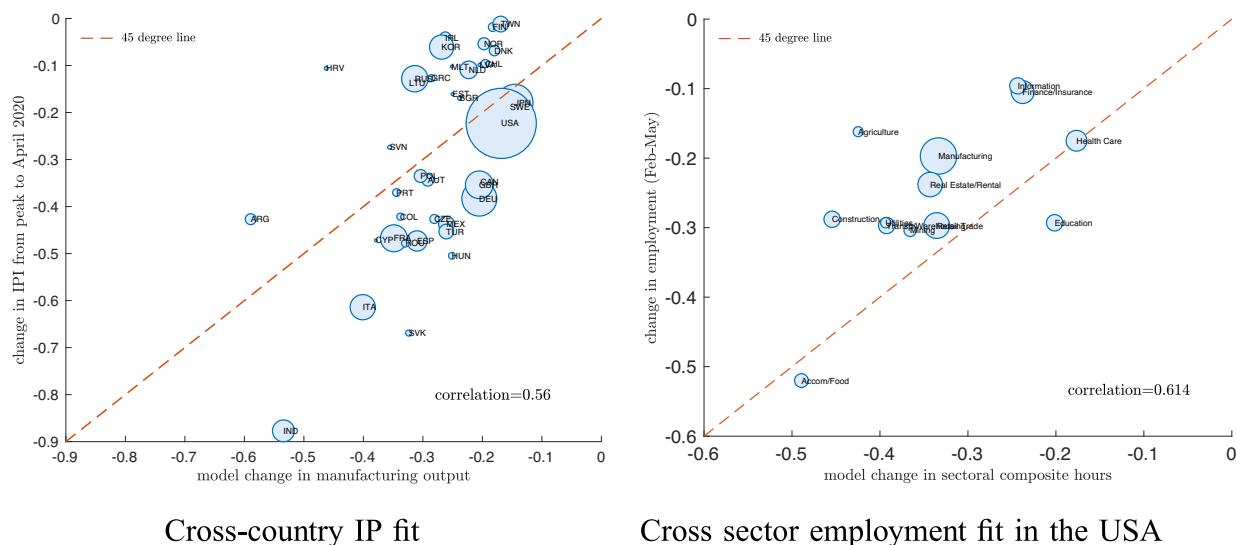 0
-0.1
-0.2
-0.3
-0.4
-0.5
-0.6
-0.7
-0.8
-0.9
change in IPI from peak to April 2020
45 degree line
TWN
FIN
IRL
KOR
NOR
DNK
HRV
MLT
NLD
CHL
RUS
GRC
LTU
EST
BGR
JPN
SWE
USA
SVN
POL
AUT
PRT
CAN
GBR
DEU
ARG
COL
CZE
MEX
TUR
CYP
FRA
ROU
ESP
HUN
ITA
SVK
IND
correlation=0.56
-0.9 -0.8 -0.7 -0.6 -0.5 -0.4 -0.3 -0.2 -0.1 0
model change in manufacturing output
Cross-country IP fit
0
-0.1
-0.2
-0.3
-0.4
-0.5
-0.6
change in employment (Feb-May)
45 degree line
Information
Finance/Insurance
Agriculture
Health Care
Manufacturing
Real Estate/Rental
Construction
Utilities
Education
Mining
Accom/Food
correlation=0.614
-0.6 -0.5 -0.4 -0.3 -0.2 -0.1 0
model change in sectoral composite hours
Cross sector employment fit in the USA